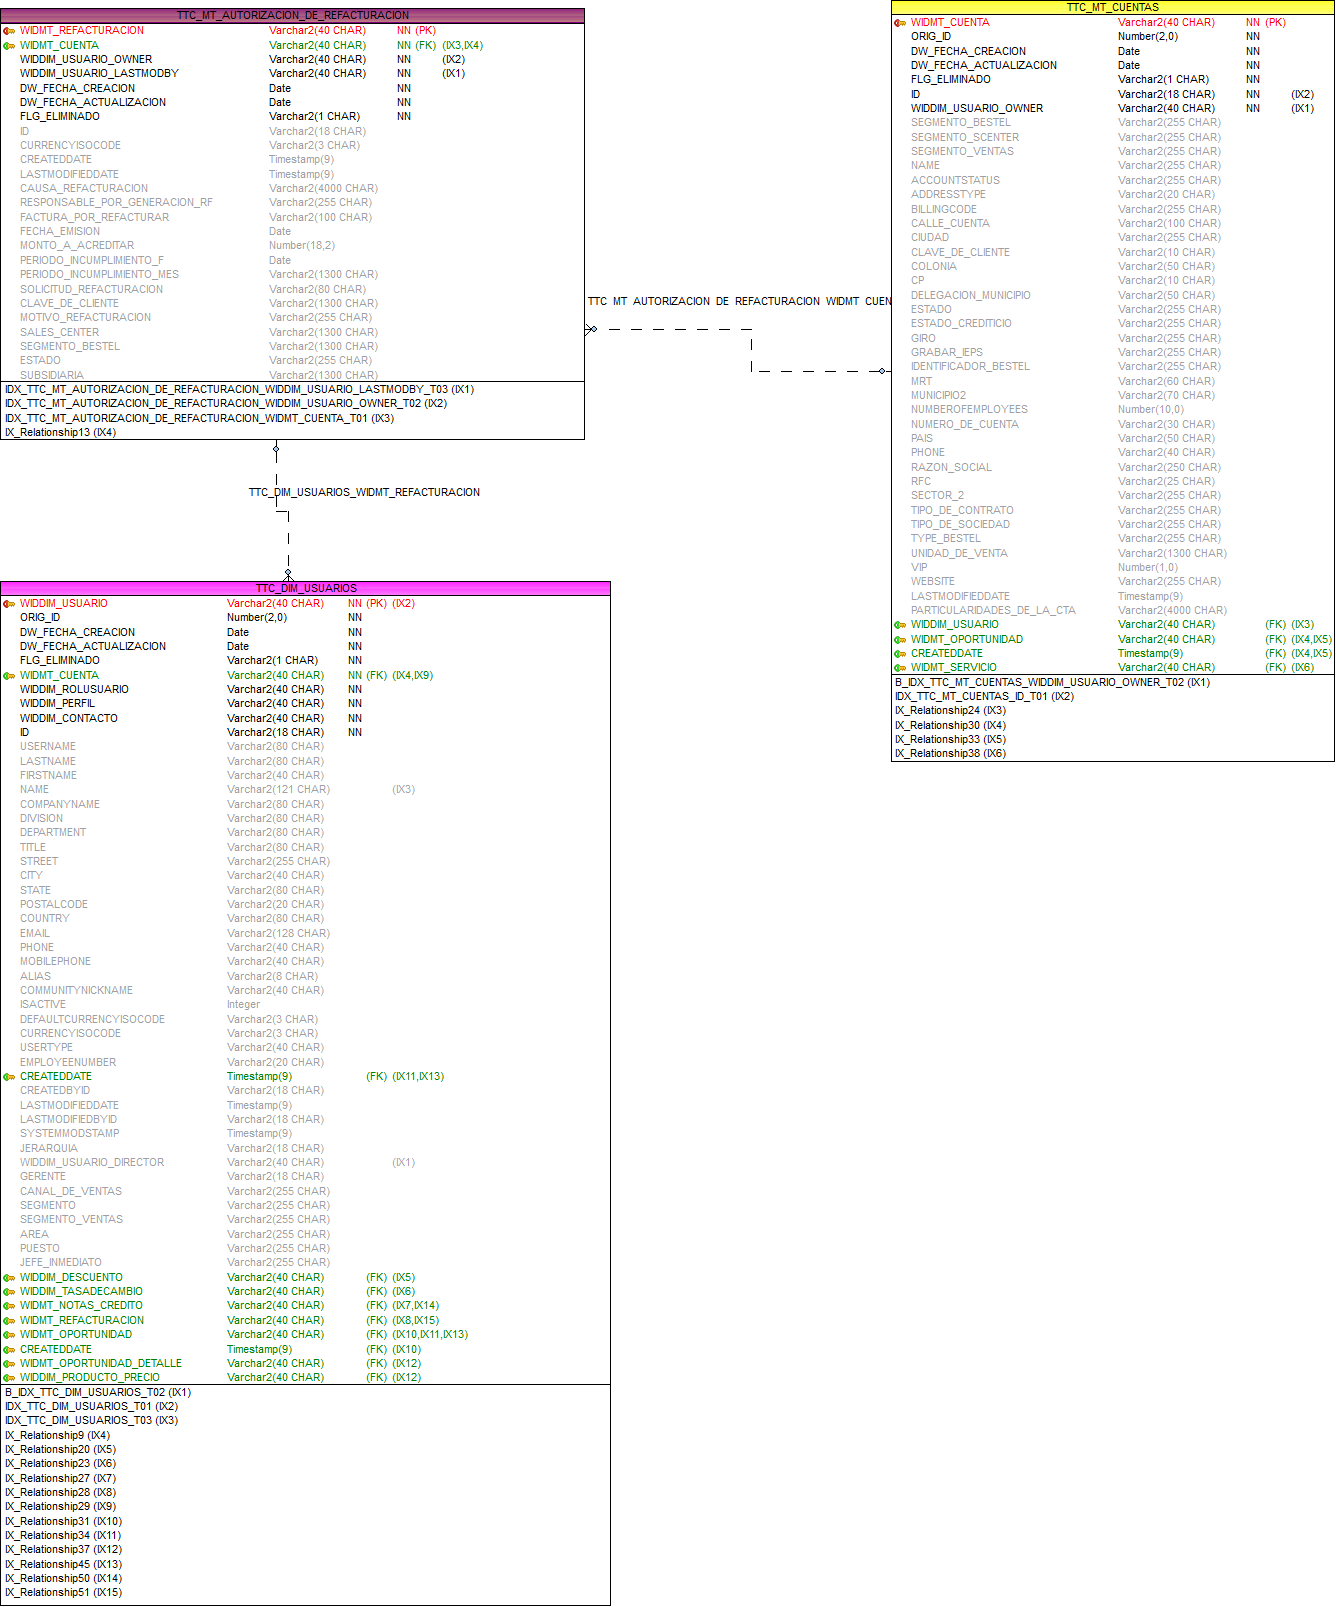 TTC_MT_AUTORIZACION_DE_REFACTURACION
WIDMT_REFACTURACION Varchar2(40 CHAR) NN (PK)
WIDMT_CUENTA Varchar2(40 CHAR) NN (FK) (IX3,IX4)
WIDDIM_USUARIO_OWNER Varchar2(40 CHAR) NN (IX2)
WIDDIM_USUARIO_LASTMODBY Varchar2(40 CHAR) NN (IX1)
DW_FECHA_CREACION Date NN
DW_FECHA_ACTUALIZACION Date NN
FLG_ELIMINADO Varchar2(1 CHAR) NN
ID Varchar2(18 CHAR)
CURRENCYISOCODE Varchar2(3 CHAR)
CREATEDDATE Timestamp(9)
LASTMODIFIEDDATE Timestamp(9)
CAUSA_REFACTURACION Varchar2(4000 CHAR)
RESPONSABLE_POR_GENERACION_RF Varchar2(255 CHAR)
FACTURA_POR_REFACTURAR Varchar2(100 CHAR)
FECHA_EMISION Date
MONTO_A_ACREDITAR Number(18,2)
PERIODO_INCUMPLIMIENTO_F Date
PERIODO_INCUMPLIMIENTO_MES Varchar2(1300 CHAR)
SOLICITUD_REFACTURACION Varchar2(80 CHAR)
CLAVE_DE_CLIENTE Varchar2(1300 CHAR)
MOTIVO_REFACTURACION Varchar2(255 CHAR)
SALES_CENTER Varchar2(1300 CHAR)
SEGMENTO_BESTEL Varchar2(1300 CHAR)
ESTADO Varchar2(255 CHAR)
SUBSIDIARIA Varchar2(1300 CHAR)
IDX_TTC_MT_AUTORIZACION_DE_REFACTURACION_WIDDIM_USUARIO_LASTMODBY_T03 (IX1)
IDX_TTC_MT_AUTORIZACION_DE_REFACTURACION_WIDDIM_USUARIO_OWNER_T02 (IX2)
IDX_TTC_MT_AUTORIZACION_DE_REFACTURACION_WIDMT_CUENTA_T01 (IX3)
IX_Relationship13 (IX4)
TTC_MT_AUTORIZACION_DE_REFACTURACION_WIDMT_CUEN
TTC_MT_CUENTAS
WIDMT_CUENTA Varchar2(40 CHAR) NN (PK)
ORIG_ID Number(2,0) NN
DW_FECHA_CREACION Date NN
DW_FECHA_ACTUALIZACION Date NN
FLG_ELIMINADO Varchar2(1 CHAR) NN
ID Varchar2(18 CHAR) NN (IX2)
WIDDIM_USUARIO_OWNER Varchar2(40 CHAR) NN (IX1)
SEGMENTO_BESTEL Varchar2(255 CHAR)
SEGMENTO_SCENTER Varchar2(255 CHAR)
SEGMENTO_VENTAS Varchar2(255 CHAR)
NAME Varchar2(255 CHAR)
ACCOUNTSTATUS Varchar2(255 CHAR)
ADDRESSTYPE Varchar2(20 CHAR)
BILLINGCODE Varchar2(255 CHAR)
CALLE_CUENTA Varchar2(100 CHAR)
CIUDAD Varchar2(255 CHAR)
CLAVE_DE_CLIENTE Varchar2(10 CHAR)
COLONIA Varchar2(50 CHAR)
CP Varchar2(10 CHAR)
DELEGACION_MUNICIPIO Varchar2(50 CHAR)
ESTADO Varchar2(255 CHAR)
ESTADO_CREDITICIO Varchar2(255 CHAR)
GIRO Varchar2(255 CHAR)
GRABAR_IEPS Varchar2(255 CHAR)
IDENTIFICADOR_BESTEL Varchar2(255 CHAR)
MRT Varchar2(60 CHAR)
MUNICIPIO2 Varchar2(70 CHAR)
NUMBEROFEMPLOYEES Number(10,0)
NUMERO_DE_CUENTA Varchar2(30 CHAR)
PAIS Varchar2(50 CHAR)
PHONE Varchar2(40 CHAR)
RAZON_SOCIAL Varchar2(250 CHAR)
RFC Varchar2(25 CHAR)
SECTOR_2 Varchar2(255 CHAR)
TIPO_DE_CONTRATO Varchar2(255 CHAR)
TIPO_DE_SOCIEDAD Varchar2(255 CHAR)
TYPE_BESTEL Varchar2(255 CHAR)
UNIDAD_DE_VENTA Varchar2(1300 CHAR)
VIP Number(1,0)
WEBSITE Varchar2(255 CHAR)
LASTMODIFIEDDATE Timestamp(9)
PARTICULARIDADES_DE_LA_CTA Varchar2(4000 CHAR)
WIDDIM_USUARIO Varchar2(40 CHAR) (FK) (IX3)
WIDMT_OPORTUNIDAD Varchar2(40 CHAR) (FK) (IX4,IX5)
CREATEDDATE Timestamp(9) (FK) (IX4,IX5)
WIDMT_SERVICIO Varchar2(40 CHAR) (FK) (IX6)
B_IDX_TTC_MT_CUENTAS_WIDDIM_USUARIO_OWNER_T02 (IX1)
IDX_TTC_MT_CUENTAS_ID_T01 (IX2)
IX_Relationship24 (IX3)
IX_Relationship30 (IX4)
IX_Relationship33 (IX5)
IX_Relationship38 (IX6)
TTC_DIM_USUARIOS_WIDMT_REFACTURACION
TTC_DIM_USUARIOS
WIDDIM_USUARIO Varchar2(40 CHAR) NN (PK) (IX2)
ORIG_ID Number(2,0) NN
DW_FECHA_CREACION Date NN
DW_FECHA_ACTUALIZACION Date NN
FLG_ELIMINADO Varchar2(1 CHAR) NN
WIDMT_CUENTA Varchar2(40 CHAR) NN (FK) (IX4,IX9)
WIDDIM_ROLUSUARIO Varchar2(40 CHAR) NN
WIDDIM_PERFIL Varchar2(40 CHAR) NN
WIDDIM_CONTACTO Varchar2(40 CHAR) NN
ID Varchar2(18 CHAR) NN
USERNAME Varchar2(80 CHAR)
LASTNAME Varchar2(80 CHAR)
FIRSTNAME Varchar2(40 CHAR)
NAME Varchar2(121 CHAR) (IX3)
COMPANYNAME Varchar2(80 CHAR)
DIVISION Varchar2(80 CHAR)
DEPARTMENT Varchar2(80 CHAR)
TITLE Varchar2(80 CHAR)
STREET Varchar2(255 CHAR)
CITY Varchar2(40 CHAR)
STATE Varchar2(80 CHAR)
POSTALCODE Varchar2(20 CHAR)
COUNTRY Varchar2(80 CHAR)
EMAIL Varchar2(128 CHAR)
PHONE Varchar2(40 CHAR)
MOBILEPHONE Varchar2(40 CHAR)
ALIAS Varchar2(8 CHAR)
COMMUNITYNICKNAME Varchar2(40 CHAR)
ISACTIVE Integer
DEFAULTCURRENCYISOCODE Varchar2(3 CHAR)
CURRENCYISOCODE Varchar2(3 CHAR)
USERTYPE Varchar2(40 CHAR)
EMPLOYEENUMBER Varchar2(20 CHAR)
CREATEDDATE Timestamp(9) (FK) (IX11,IX13)
CREATEDBYID Varchar2(18 CHAR)
LASTMODIFIEDDATE Timestamp(9)
LASTMODIFIEDBYID Varchar2(18 CHAR)
SYSTEMMODSTAMP Timestamp(9)
JERARQUIA Varchar2(18 CHAR)
WIDDIM_USUARIO_DIRECTOR Varchar2(40 CHAR) (IX1)
GERENTE Varchar2(18 CHAR)
CANAL_DE_VENTAS Varchar2(255 CHAR)
SEGMENTO Varchar2(255 CHAR)
SEGMENTO_VENTAS Varchar2(255 CHAR)
AREA Varchar2(255 CHAR)
PUESTO Varchar2(255 CHAR)
JEFE_INMEDIATO Varchar2(255 CHAR)
WIDDIM_DESCUENTO Varchar2(40 CHAR) (FK) (IX5)
WIDDIM_TASADECAMBIO Varchar2(40 CHAR) (FK) (IX6)
WIDMT_NOTAS_CREDITO Varchar2(40 CHAR) (FK) (IX7,IX14)
WIDMT_REFACTURACION Varchar2(40 CHAR) (FK) (IX8,IX15)
WIDMT_OPORTUNIDAD Varchar2(40 CHAR) (FK) (IX10,IX11,IX13)
CREATEDDATE Timestamp(9) (FK) (IX10)
WIDMT_OPORTUNIDAD_DETALLE Varchar2(40 CHAR) (FK) (IX12)
WIDDIM_PRODUCTO_PRECIO Varchar2(40 CHAR) (FK) (IX12)
B_IDX_TTC_DIM_USUARIOS_T02 (IX1)
IDX_TTC_DIM_USUARIOS_T01 (IX2)
IDX_TTC_DIM_USUARIOS_T03 (IX3)
IX_Relationship9 (IX4)
IX_Relationship20 (IX5)
IX_Relationship23 (IX6)
IX_Relationship27 (IX7)
IX_Relationship28 (IX8)
IX_Relationship29 (IX9)
IX_Relationship31 (IX10)
IX_Relationship34 (IX11)
IX_Relationship37 (IX12)
IX_Relationship45 (IX13)
IX_Relationship50 (IX14)
IX_Relationship51 (IX15)